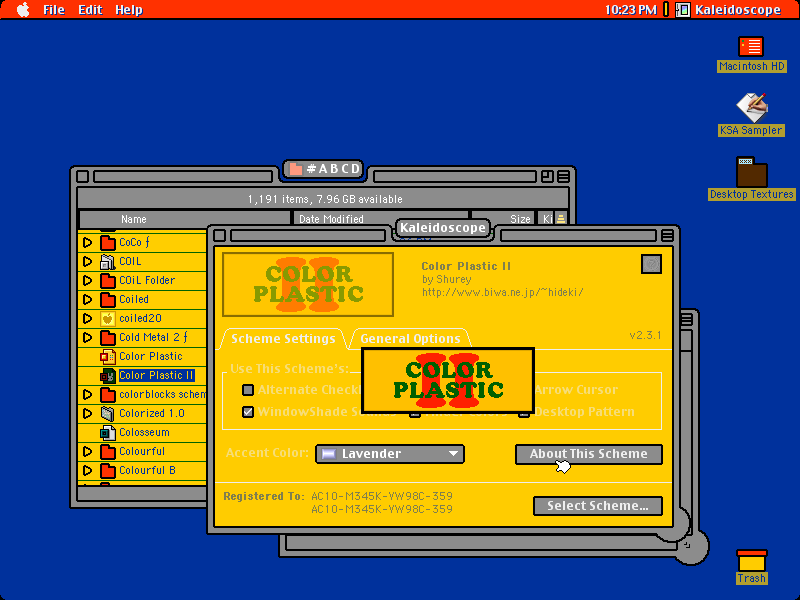 File Edit Help
10:23 PM Kaleidoscope
Macintosh HD
KSA Sampler
Desktop Textures
#ABCD
1,191 items, 7.96 GB available
Name Date Modified Size Ki
CoCo ƒ
COIL
COiL Folder
Coiled
coiled20
Cold Metal 2 ƒ
Color Plastic
Color Plastic II
colorblocks schem
Colorized 1.0
Colosseum
Colourful
Colourful B
Kaleidoscope
II
COLOR
PLASTIC
Color Plastic II
by Shurey
http://www.biwa.ne.jp/~hideki/
v2.3.1
Scheme Settings General Options
Use This Scheme's:
Alternate Check
Arrow Cursor
WindowShade
Desktop Pattern
II
COLOR
PLASTIC
Accent Color: Lavender
About This Scheme
Registered To: AC10-M345K-VW98C-359
AC10-M345K-VW98C-359
Select Scheme...
Trash